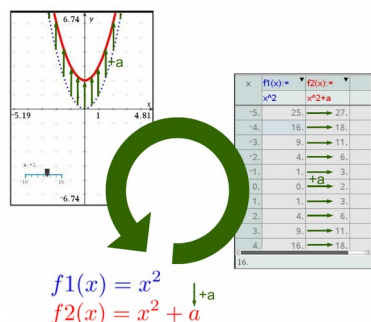 6.74 y
+a
x
-5.19 1 4.81
a =2
-10. 10.
-6.74
x f1(x):= f2(x):=
x^2 x^2+a
-5. 25. 27.
-4. 16. 18.
-3. 9. 11.
-2. 4. 6.
-1. 1. 3.
+a
0. 0. 2.
1. 1. 3.
2. 4. 6.
3. 9. 11.
4. 16. 18.
16.
f1(x) = x²
+a
f2(x) = x² + a